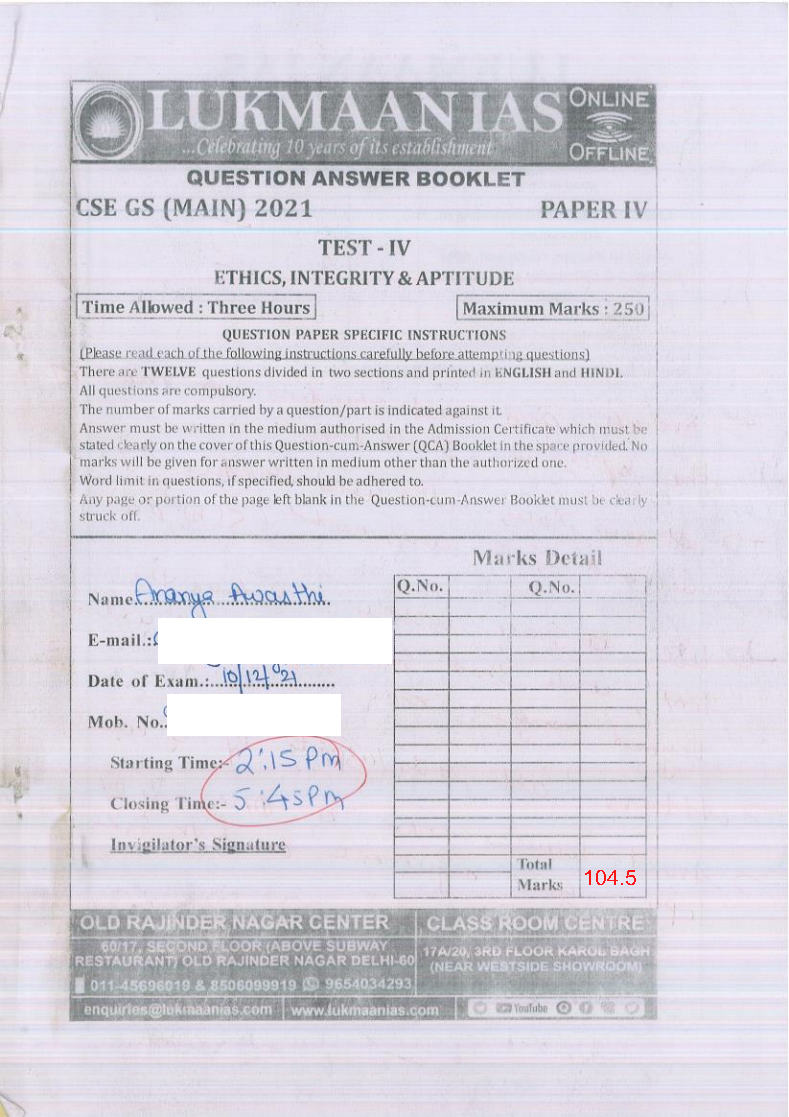 LUKMAAN IAS
ONLINE
OFFLINE
...Celebrating 10 years of its establishment
QUESTION ANSWER BOOKLET
CSE GS (MAIN) 2021 PAPER IV
TEST - IV
ETHICS, INTEGRITY & APTITUDE
Time Allowed : Three Hours Maximum Marks : 250
QUESTION PAPER SPECIFIC INSTRUCTIONS
(Please read each of the following instructions carefully before attempting questions)
There are TWELVE questions divided in two sections and printed in ENGLISH and HINDI.
All questions are compulsory.
The number of marks carried by a question/part is indicated against it.
Answer must be written in the medium authorised in the Admission Certificate which must be
stated clearly on the cover of this Question-cum-Answer (QCA) Booklet in the space provided. No
marks will be given for answer written in medium other than the authorized one.
Word limit in questions, if specified, should be adhered to.
Any page or portion of the page left blank in the Question-cum-Answer Booklet must be clearly
struck off.
Marks Detail
Q.No. Q.No.
Name Ananya Awasthi
E-mail.:
Date of Exam.: 10/12/21
Mob. No..
Starting Time:- 2:15 PM
Closing Time:- 5:45PM
Invigilator's Signature
Total
Marks 104.5
OLD RAJINDER NAGAR CENTER
60/17, SECOND FLOOR (ABOVE SUBWAY
RESTAURANT) OLD RAJINDER NAGAR DELHI-60
011-45696019 & 8506099919 9654034293
CLASS ROOM CENTRE
17A/20, 3RD FLOOR KAROL BAGH
(NEAR WESTSIDE SHOWROOM)
enquiries@lukmaanias.com www.lukmaanias.com YouTube